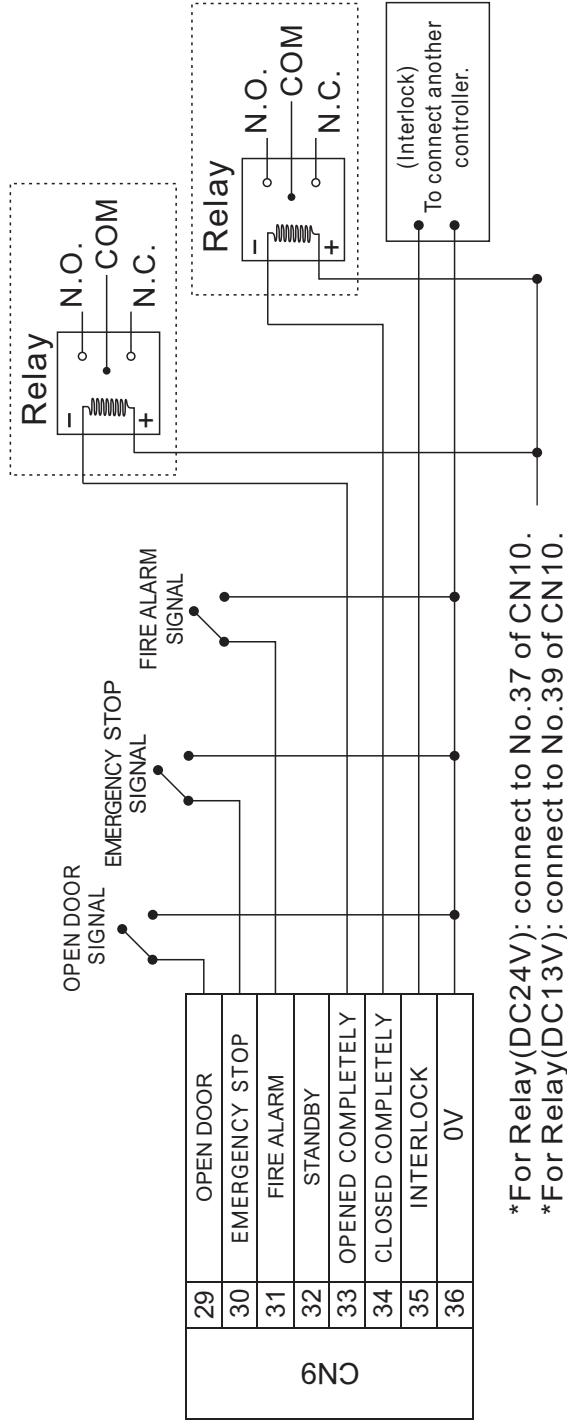 CN9
29
OPEN DOOR
30
EMERGENCY STOP
31
FIRE ALARM
32
STANDBY
33
OPENED COMPLETELY
34
CLOSED COMPLETELY
35
INTERLOCK
36
0V
OPEN DOOR
SIGNAL
EMERGENCY STOP
SIGNAL
FIRE ALARM
SIGNAL
Relay
−
+
N.O.
COM
N.C.
Relay
−
+
N.O.
COM
N.C.
(Interlock)
To connect another
controller.
*For Relay(DC24V): connect to No.37 of CN10.
*For Relay(DC13V): connect to No.39 of CN10.